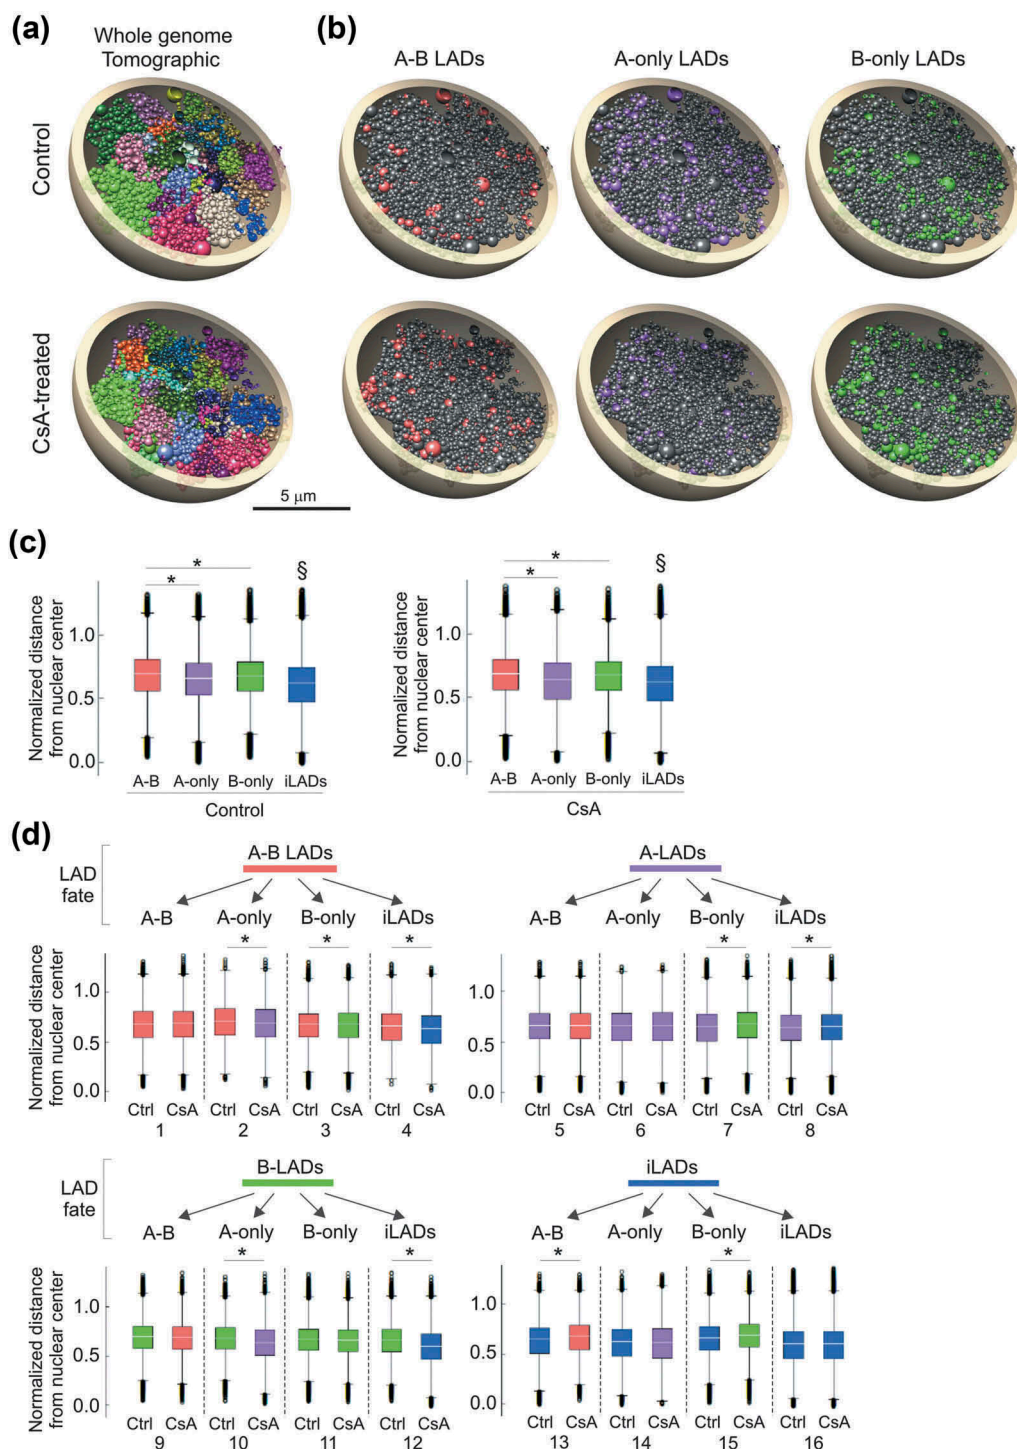 (a)
Whole genome
Tomographic
(b)
A-B LADs
A-only LADs
B-only LADs
Control
CsA-treated
5 μm
(c)
Normalized distance
from nuclear center
1.0
0.5
0.0
* * §
A-B A-only B-only iLADs
Control
Normalized distance
from nuclear center
1.0
0.5
0.0
* * §
A-B A-only B-only iLADs
CsA
(d)
LAD
fate
A-B LADs
A-B A-only B-only iLADs
* * *
Normalized distance
from nuclear center
1.0
0.5
0.0
Ctrl CsA Ctrl CsA Ctrl CsA Ctrl CsA
1 2 3 4
A-LADs
A-B A-only B-only iLADs
* *
1.0
0.5
0.0
Ctrl CsA Ctrl CsA Ctrl CsA Ctrl CsA
5 6 7 8
LAD
fate
B-LADs
A-B A-only B-only iLADs
* *
Normalized distance
from nuclear center
1.0
0.5
0.0
Ctrl CsA Ctrl CsA Ctrl CsA Ctrl CsA
9 10 11 12
iLADs
A-B A-only B-only iLADs
* *
1.0
0.5
0.0
Ctrl CsA Ctrl CsA Ctrl CsA Ctrl CsA
13 14 15 16